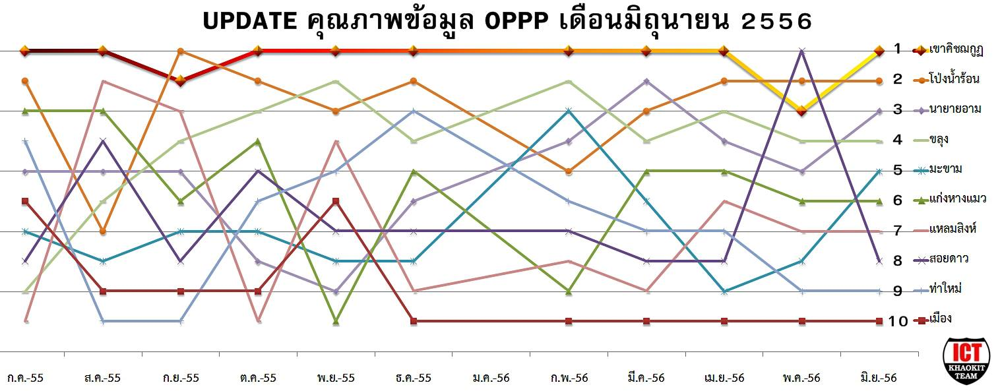 UPDATE คุณภาพข้อมูล OPPP เดือนมิถุนายน 2556
1 เขาคิชฌกูฏ
2 โป่งน้ำร้อน
3 นายายอาม
4 ขลุง
5 มะขาม
6 แก่งหางแมว
7 แหลมสิงห์
8 สอยดาว
9 ท่าใหม่
10 เมือง
ICT
KHAOKIT
TEAM
ก.ค.-55 ส.ค.-55 ก.ย.-55 ต.ค.-55 พ.ย.-55 ธ.ค.-55 ม.ค.-56 ก.พ.-56 มี.ค.-56 เม.ย.-56 พ.ค.-56 มิ.ย.-56